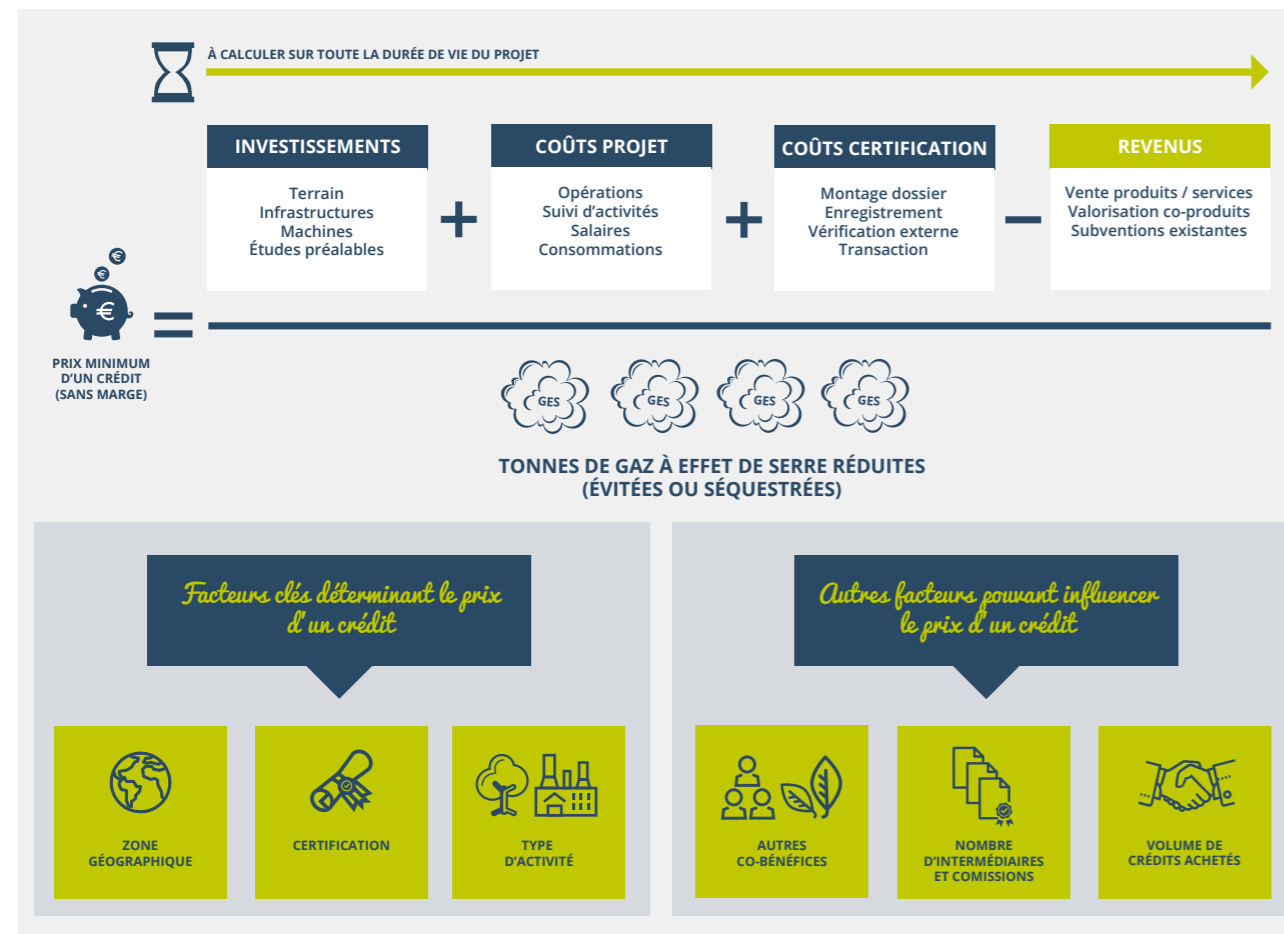 À CALCULER SUR TOUTE LA DURÉE DE VIE DU PROJET
INVESTISSEMENTS
Terrain
Infrastructures
Machines
Études préalables
+
COÛTS PROJET
Opérations
Suivi d'activités
Salaires
Consommations
+
COÛTS CERTIFICATION
Montage dossier
Enregistrement
Vérification externe
Transaction
–
REVENUS
Vente produits / services
Valorisation co-produits
Subventions existantes
€
€
€
=
PRIX MINIMUM
D'UN CRÉDIT
(SANS MARGE)
GES
GES
GES
GES
TONNES DE GAZ À EFFET DE SERRE RÉDUITES
(ÉVITÉES OU SÉQUESTRÉES)
Facteurs clés déterminant le prix
d'un crédit
ZONE
GÉOGRAPHIQUE
CERTIFICATION
TYPE
D'ACTIVITÉ
Autres facteurs pouvant influencer
le prix d'un crédit
AUTRES
CO-BÉNÉFICES
NOMBRE
D'INTERMÉDIAIRES
ET COMISSIONS
VOLUME DE
CRÉDITS ACHETÉS